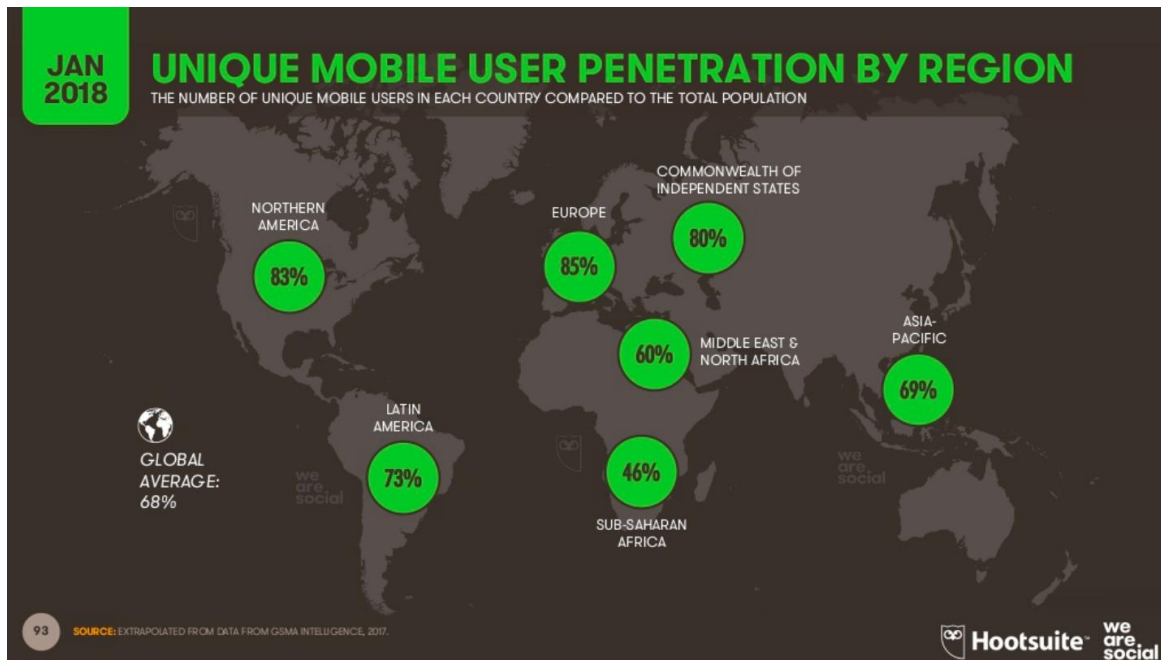 JAN
2018
UNIQUE MOBILE USER PENETRATION BY REGION
THE NUMBER OF UNIQUE MOBILE USERS IN EACH COUNTRY COMPARED TO THE TOTAL POPULATION
COMMONWEALTH OF
INDEPENDENT STATES
80%
NORTHERN
AMERICA
83%
EUROPE
85%
MIDDLE EAST &
NORTH AFRICA
60%
ASIA-
PACIFIC
69%
LATIN
AMERICA
73%
46%
SUB-SAHARAN
AFRICA
GLOBAL
AVERAGE:
68%
we
are
social
we
are
social
93
SOURCE: EXTRAPOLATED FROM DATA FROM GSMA INTELLIGENCE, 2017.
Hootsuite™
we
are
social